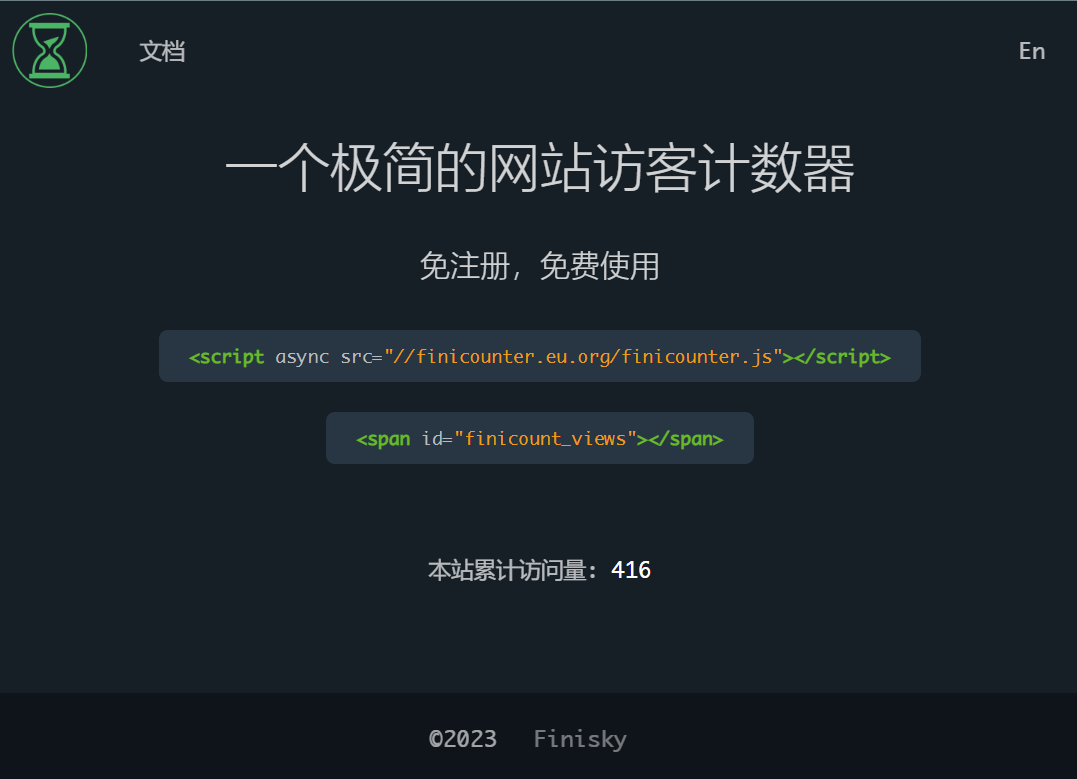 文档
En
一个极简的网站访客计数器
免注册，免费使用
<script async src="//finicounter.eu.org/finicounter.js"></script>
<span id="finicount_views"></span>
本站累计访问量：416
©2023 Finisky